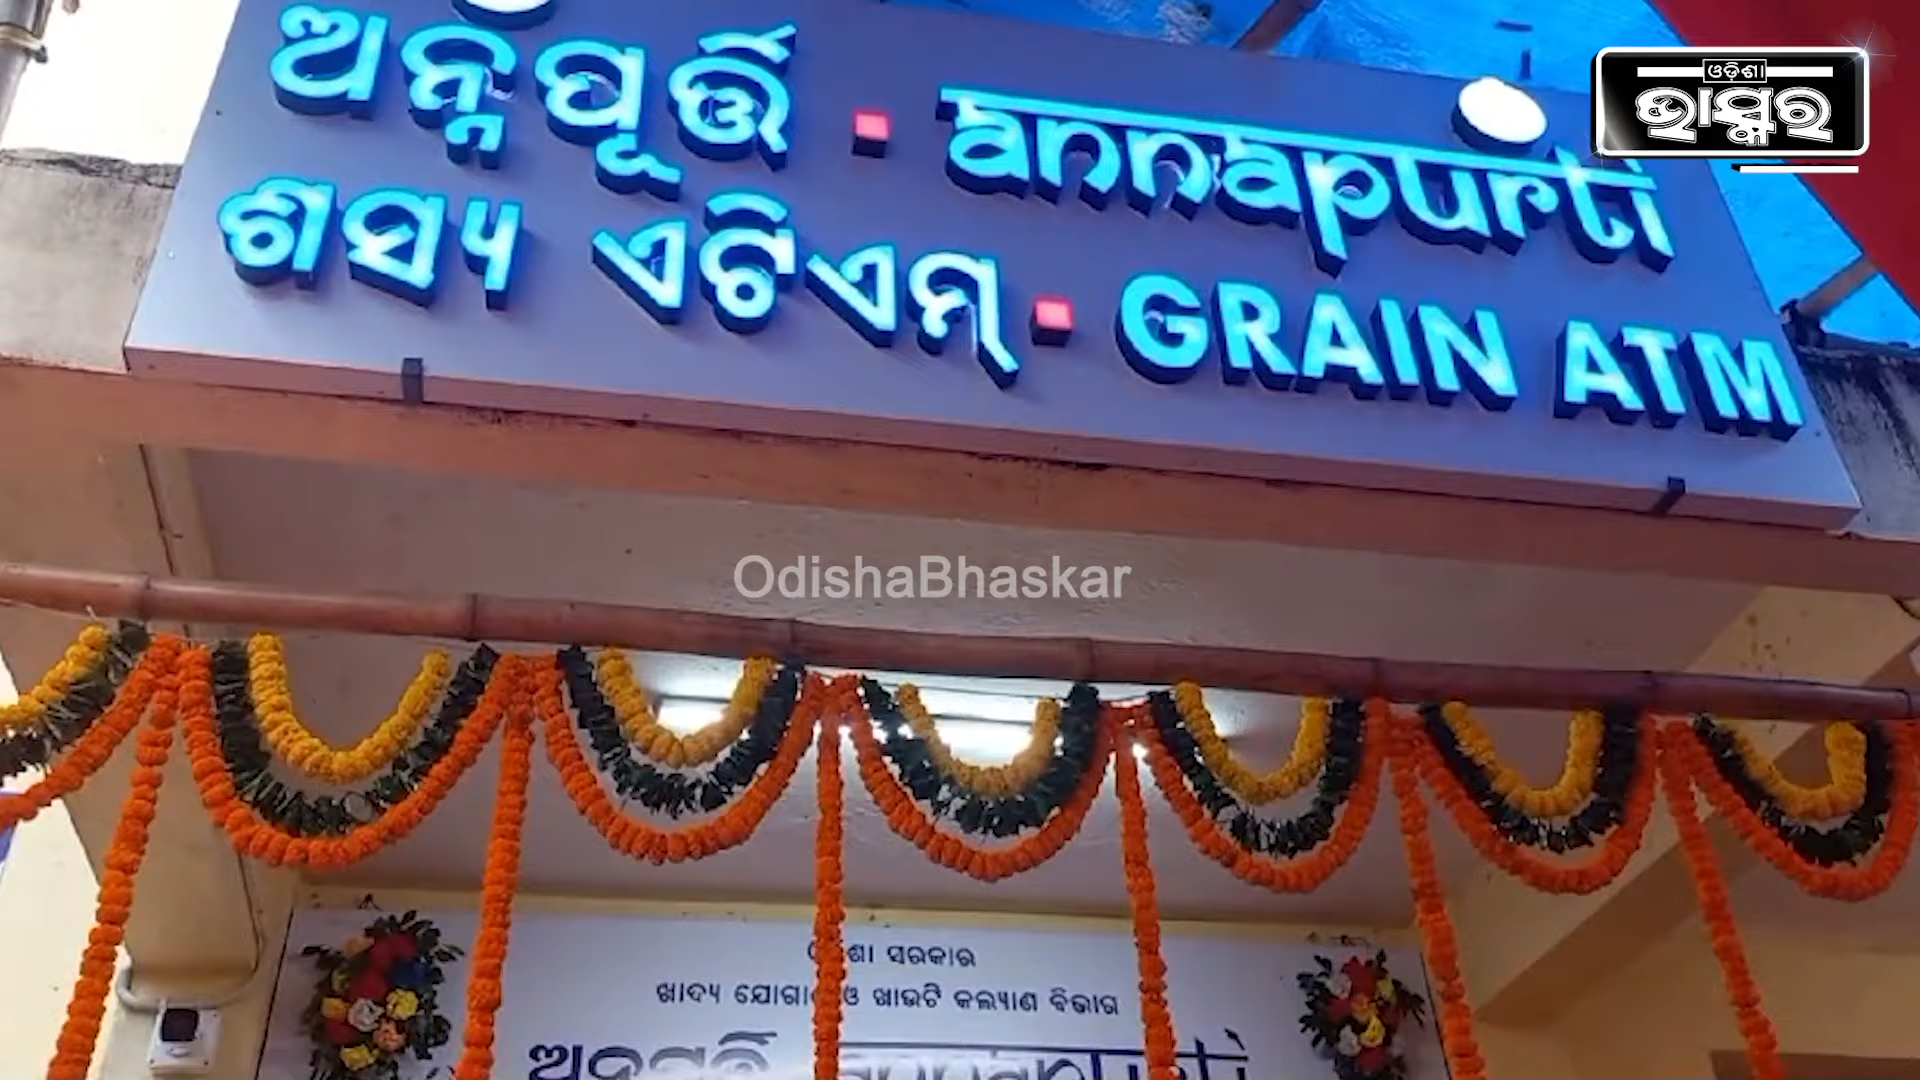 ଅନ୍ନପୂର୍ତ୍ତି ▪ annapurti
ଶସ୍ୟ ଏଟିଏମ୍ ▪ GRAIN ATM
ଓଡ଼ିଶା
ଭାସ୍କର
OdishaBhaskar
ସରକାର
ଖାଦ୍ୟ ଓ ଖାଉଟି କଲ୍ୟାଣ ବିଭାଗ